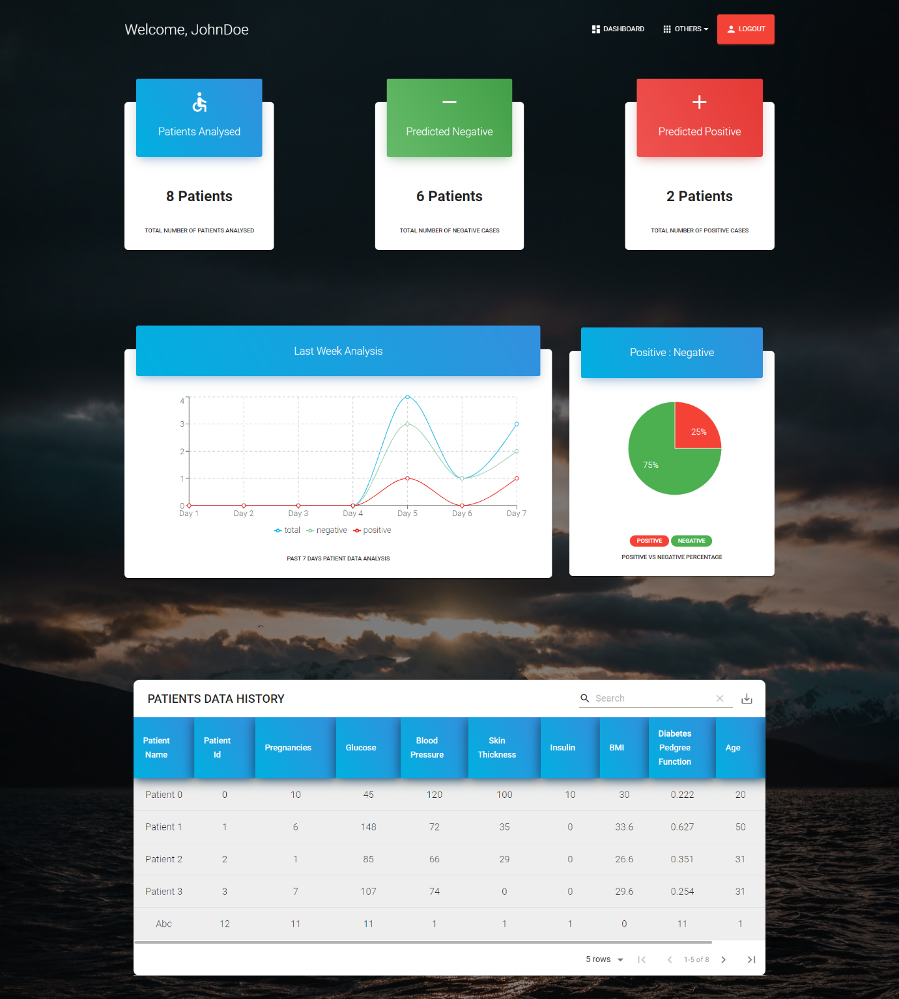 Welcome, JohnDoe
DASHBOARD
OTHERS
LOGOUT
Patients Analysed
8 Patients
TOTAL NUMBER OF PATIENTS ANALYSED
Predicted Negative
6 Patients
TOTAL NUMBER OF NEGATIVE CASES
Predicted Positive
2 Patients
TOTAL NUMBER OF POSITIVE CASES
Last Week Analysis
4
3
2
1
0
Day 1 Day 2 Day 3 Day 4 Day 5 Day 6 Day 7
total negative positive
PAST 7 DAYS PATIENT DATA ANALYSIS
Positive : Negative
25%
75%
POSITIVE NEGATIVE
POSITIVE VS NEGATIVE PERCENTAGE
PATIENTS DATA HISTORY
Search
Patient Name Patient Id Pregnancies Glucose Blood Pressure Skin Thickness Insulin BMI Diabetes Pedgree Function Age
Patient 0 0 10 45 120 100 10 30 0.222 20
Patient 1 1 6 148 72 35 0 33.6 0.627 50
Patient 2 2 1 85 66 29 0 26.6 0.351 31
Patient 3 3 7 107 74 0 0 29.6 0.254 31
Abc 12 11 11 1 1 1 0 11 1
5 rows 1-5 of 8